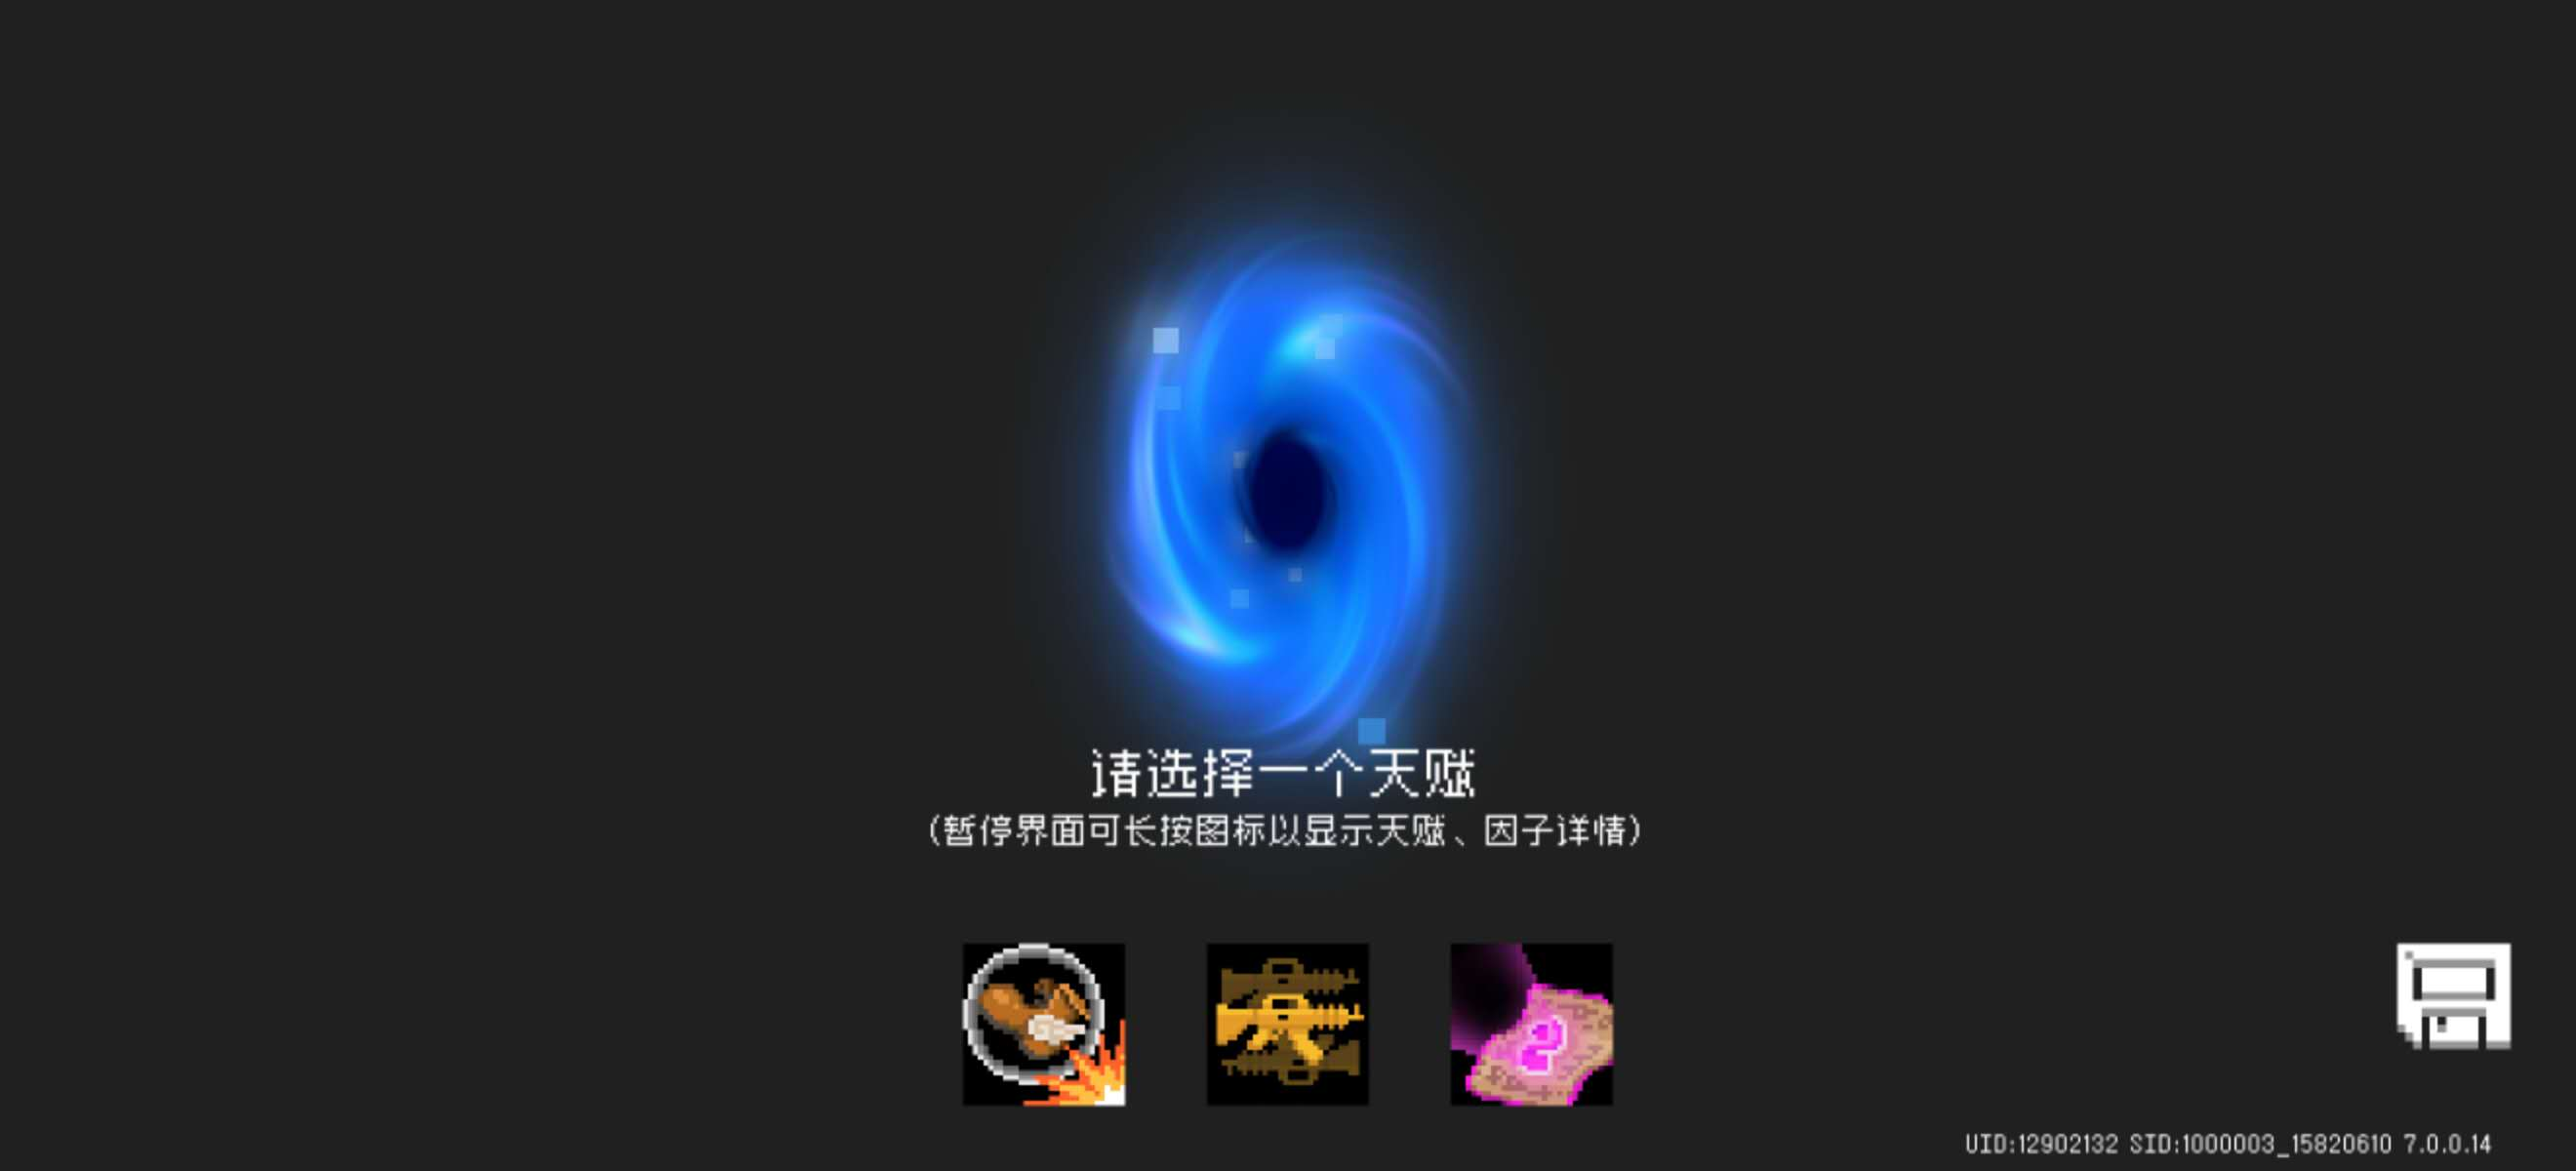 请选择一个天赋
(暂停界面可长按图标以显示天赋、因子详情)
UID:12902132 SID:1000003_15820610 7.0.0.14